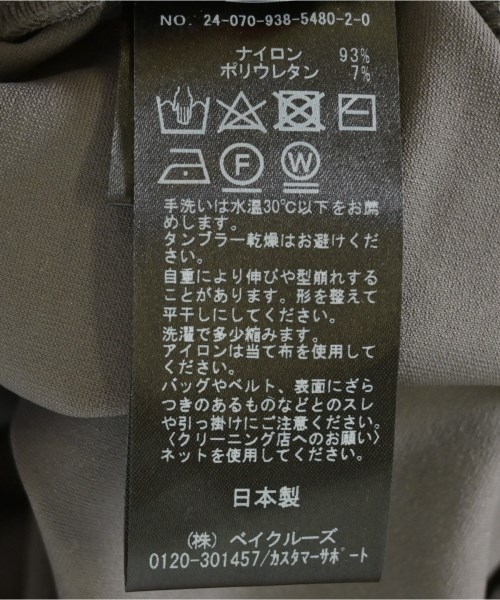 NO. 24-070-938-5480-2-0
ナイロン 93%
ポリウレタン 7%
F W
手洗いは水温30℃以下をお薦
めします。
タンブラー乾燥はお避けくだ
さい。
自重により伸びや型崩れする
ことがあります。形を整えて
平干しにしてください。
洗濯で多少縮みます。
アイロンは当て布を使用して
ください。
バッグやベルト、表面にざら
つきのあるものなどとのスレ
や引っ掛けにご注意ください。
〈クリーニング店へのお願い〉
ネットを使用してください。
日本製
(株) ベイクルーズ
0120-301457/カスタマーサポート